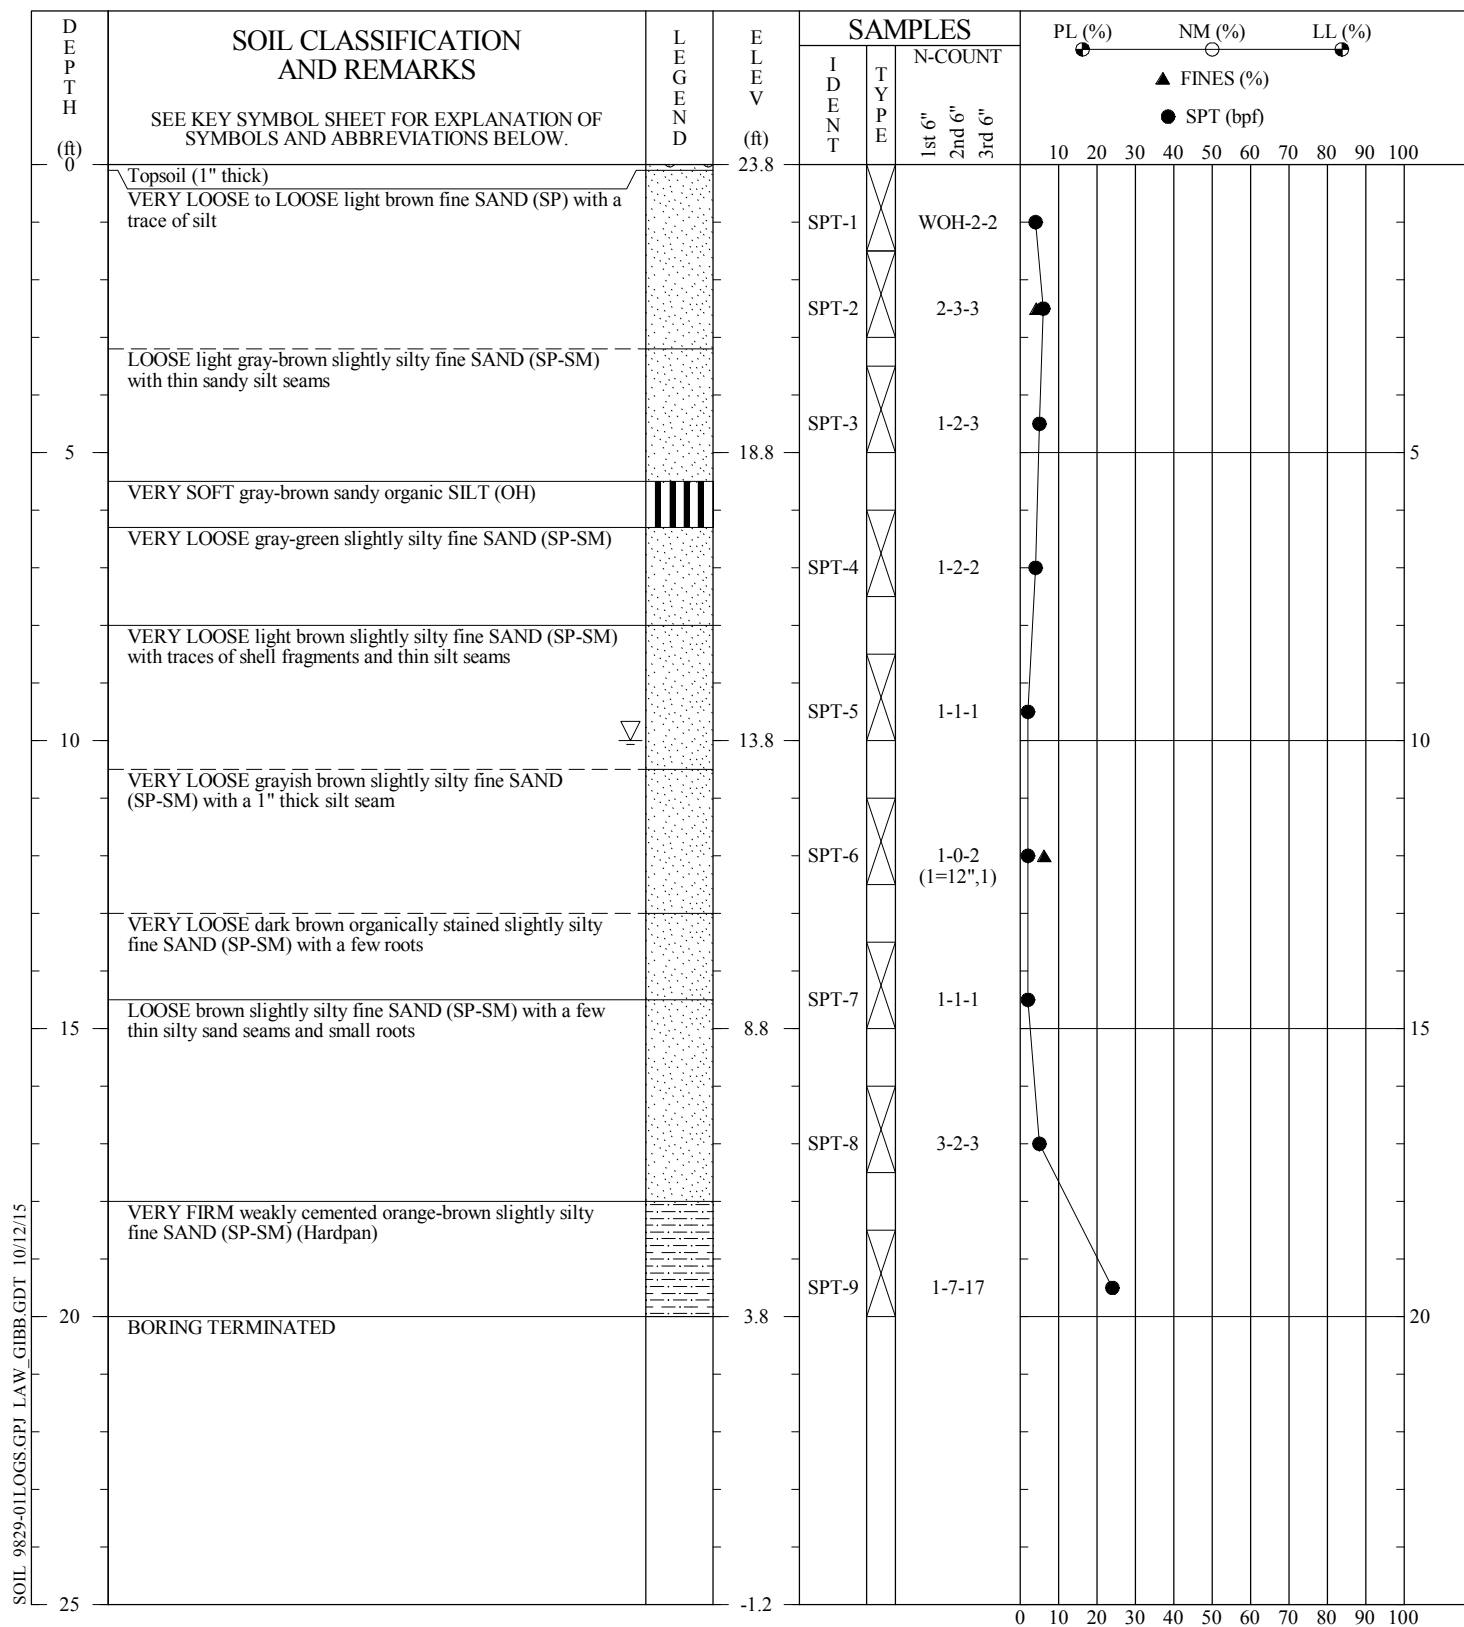 DEPTH
(ft)
SOIL CLASSIFICATION
AND REMARKS
SEE KEY SYMBOL SHEET FOR EXPLANATION OF
SYMBOLS AND ABBREVIATIONS BELOW.
LEGEND
ELEV
(ft)
SAMPLES
IDENT
TYPE
N-COUNT
1st 6"
2nd 6"
3rd 6"
PL (%) NM (%) LL (%)
FINES (%)
SPT (bpf)
10 20 30 40 50 60 70 80 90 100
0
23.8
Topsoil (1" thick)
VERY LOOSE to LOOSE light brown fine SAND (SP) with a
trace of silt
SPT-1 WOH-2-2
SPT-2 2-3-3
LOOSE light gray-brown slightly silty fine SAND (SP-SM)
with thin sandy silt seams
SPT-3 1-2-3
5 18.8 5
VERY SOFT gray-brown sandy organic SILT (OH)
VERY LOOSE gray-green slightly silty fine SAND (SP-SM)
SPT-4 1-2-2
VERY LOOSE light brown slightly silty fine SAND (SP-SM)
with traces of shell fragments and thin silt seams
SPT-5 1-1-1
10 13.8 10
VERY LOOSE grayish brown slightly silty fine SAND
(SP-SM) with a 1" thick silt seam
SPT-6 1-0-2
(1=12",1)
VERY LOOSE dark brown organically stained slightly silty
fine SAND (SP-SM) with a few roots
SPT-7 1-1-1
LOOSE brown slightly silty fine SAND (SP-SM) with a few
thin silty sand seams and small roots
15 8.8 15
SPT-8 3-2-3
VERY FIRM weakly cemented orange-brown slightly silty
fine SAND (SP-SM) (Hardpan)
SPT-9 1-7-17
20 3.8 20
BORING TERMINATED
25 -1.2
0 10 20 30 40 50 60 70 80 90 100
SOIL 9829-01LOGS.GPJ LAW_GIBB.GDT 10/12/15